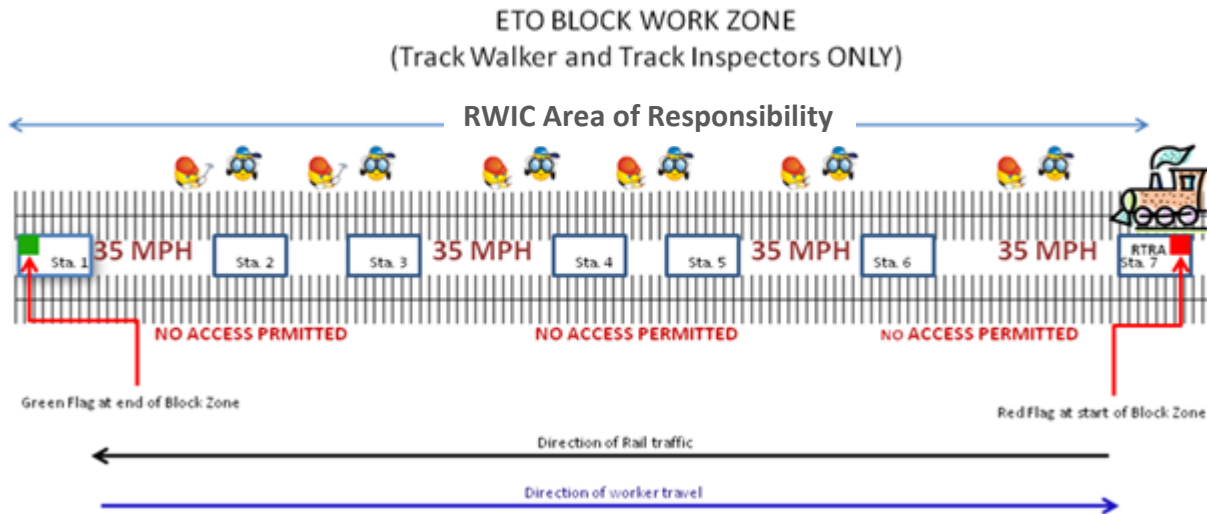 ETO BLOCK WORK ZONE
(Track Walker and Track Inspectors ONLY)
RWIC Area of Responsibility
Sta. 1
35 MPH
Sta. 2
Sta. 3
35 MPH
Sta. 4
Sta. 5
35 MPH
Sta. 6
35 MPH
RTRA
Sta. 7
NO ACCESS PRMITTED
NO ACCESS PERMITTED
NO ACCESS PERMITTED
Green Flag at end of Block Zone
Red Flag at start of Block Zone
Direction of Rail traffic
Direction of worker travel